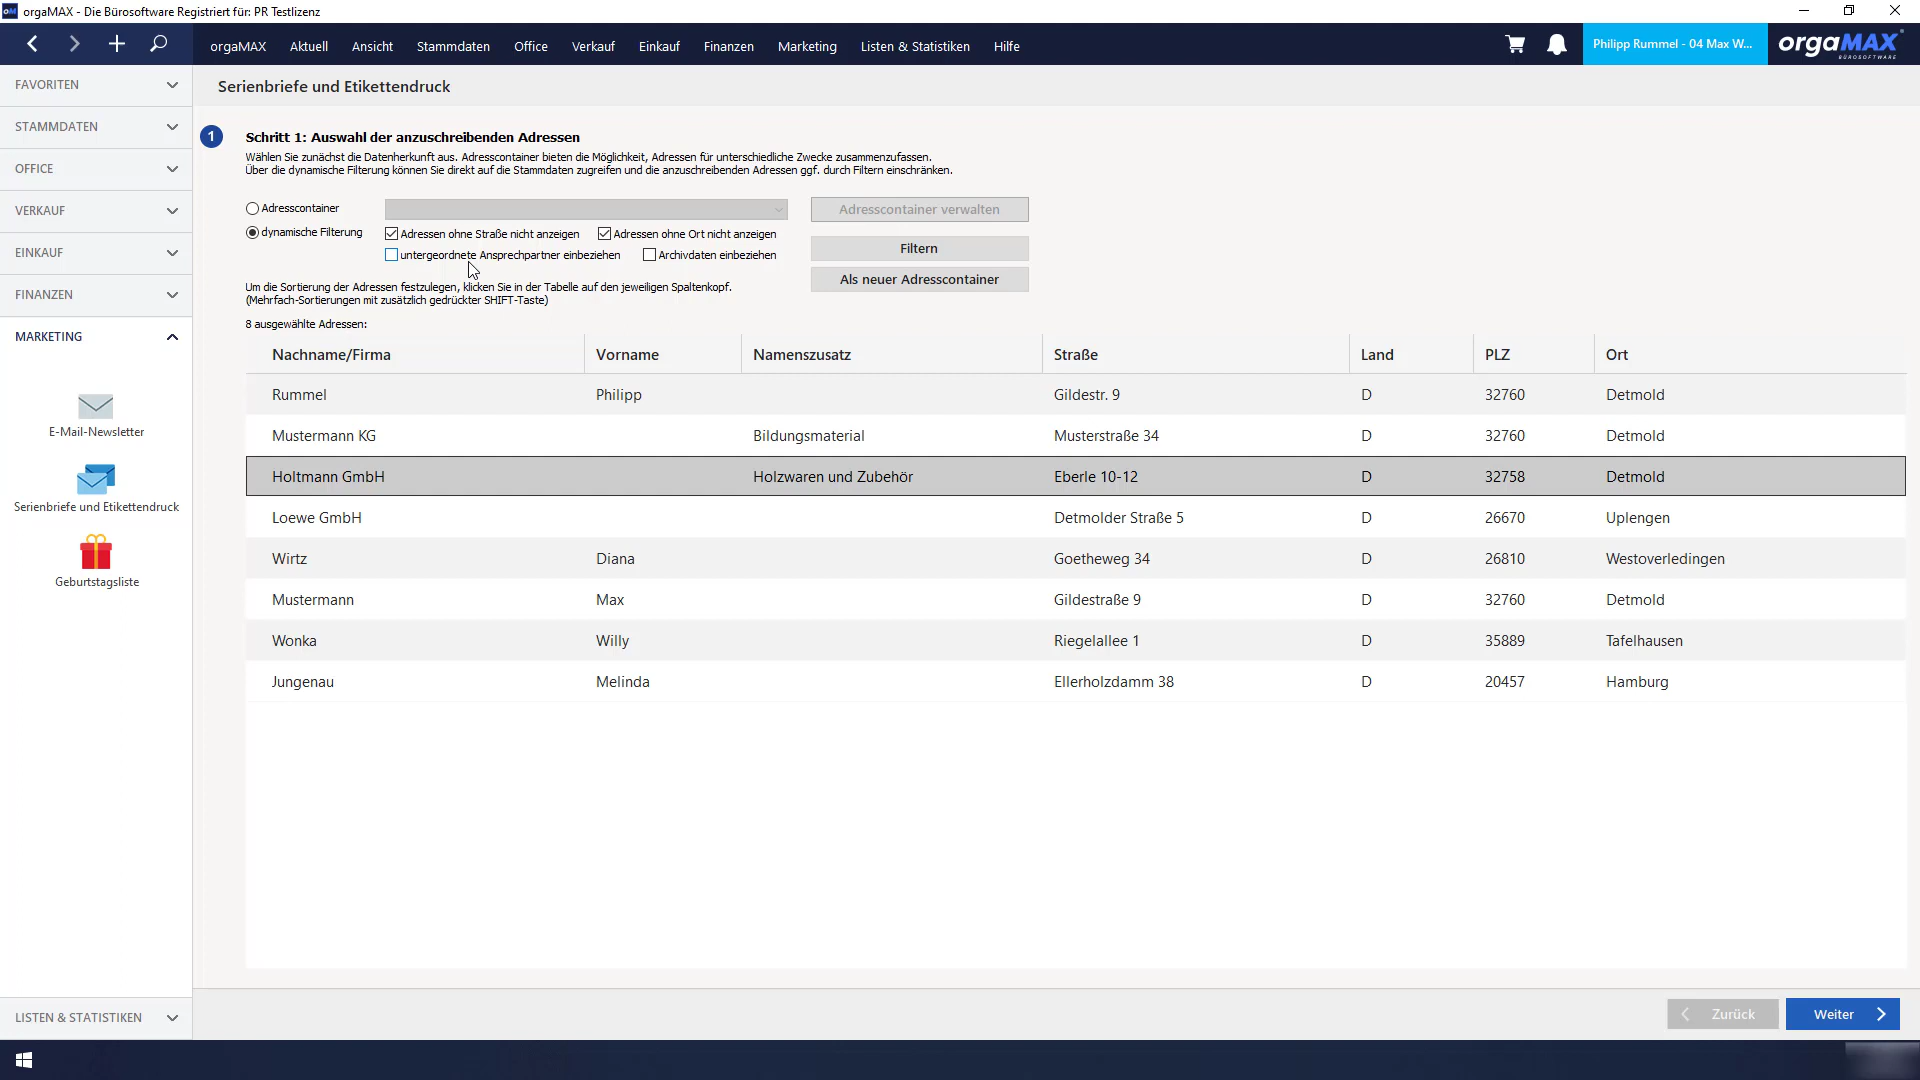 orgaMAX - Die Bürosoftware Registriert für: PR Testlizenz
orgaMAX Aktuell Ansicht Stammdaten Office Verkauf Einkauf Finanzen Marketing Listen & Statistiken Hilfe
Philipp Rummel - 04 Max W...
orgaMAX
BÜROSOFTWARE
FAVORITEN
STAMMDATEN
OFFICE
VERKAUF
EINKAUF
FINANZEN
MARKETING
E-Mail-Newsletter
Serienbriefe und Etikettendruck
Geburtstagsliste
LISTEN & STATISTIKEN
Serienbriefe und Etikettendruck
1 Schritt 1: Auswahl der anzuschreibenden Adressen
Wählen Sie zunächst die Datenherkunft aus. Adresscontainer bieten die Möglichkeit, Adressen für unterschiedliche Zwecke zusammenzufassen.
Über die dynamische Filterung können Sie direkt auf die Stammdaten zugreifen und die anzuschreibenden Adressen ggf. durch Filtern einschränken.
Adresscontainer Adresscontainer verwalten
dynamische Filterung Adressen ohne Straße nicht anzeigen Adressen ohne Ort nicht anzeigen
Filtern
untergeordnete Ansprechpartner einbeziehen Archivdaten einbeziehen
Als neuer Adresscontainer
Um die Sortierung der Adressen festzulegen, klicken Sie in der Tabelle auf den jeweiligen Spaltenkopf.
(Mehrfach-Sortierungen mit zusätzlich gedrückter SHIFT-Taste)
8 ausgewählte Adressen:
Nachname/Firma Vorname Namenszusatz Straße Land PLZ Ort
Rummel Philipp Gildestr. 9 D 32760 Detmold
Mustermann KG Bildungsmaterial Musterstraße 34 D 32760 Detmold
Holtmann GmbH Holzwaren und Zubehör Eberle 10-12 D 32758 Detmold
Loewe GmbH Detmolder Straße 5 D 26670 Uplengen
Wirtz Diana Goetheweg 34 D 26810 Westoverledingen
Mustermann Max Gildestraße 9 D 32760 Detmold
Wonka Willy Riegelallee 1 D 35889 Tafelhausen
Jungenau Melinda Ellerholzdamm 38 D 20457 Hamburg
Zurück Weiter